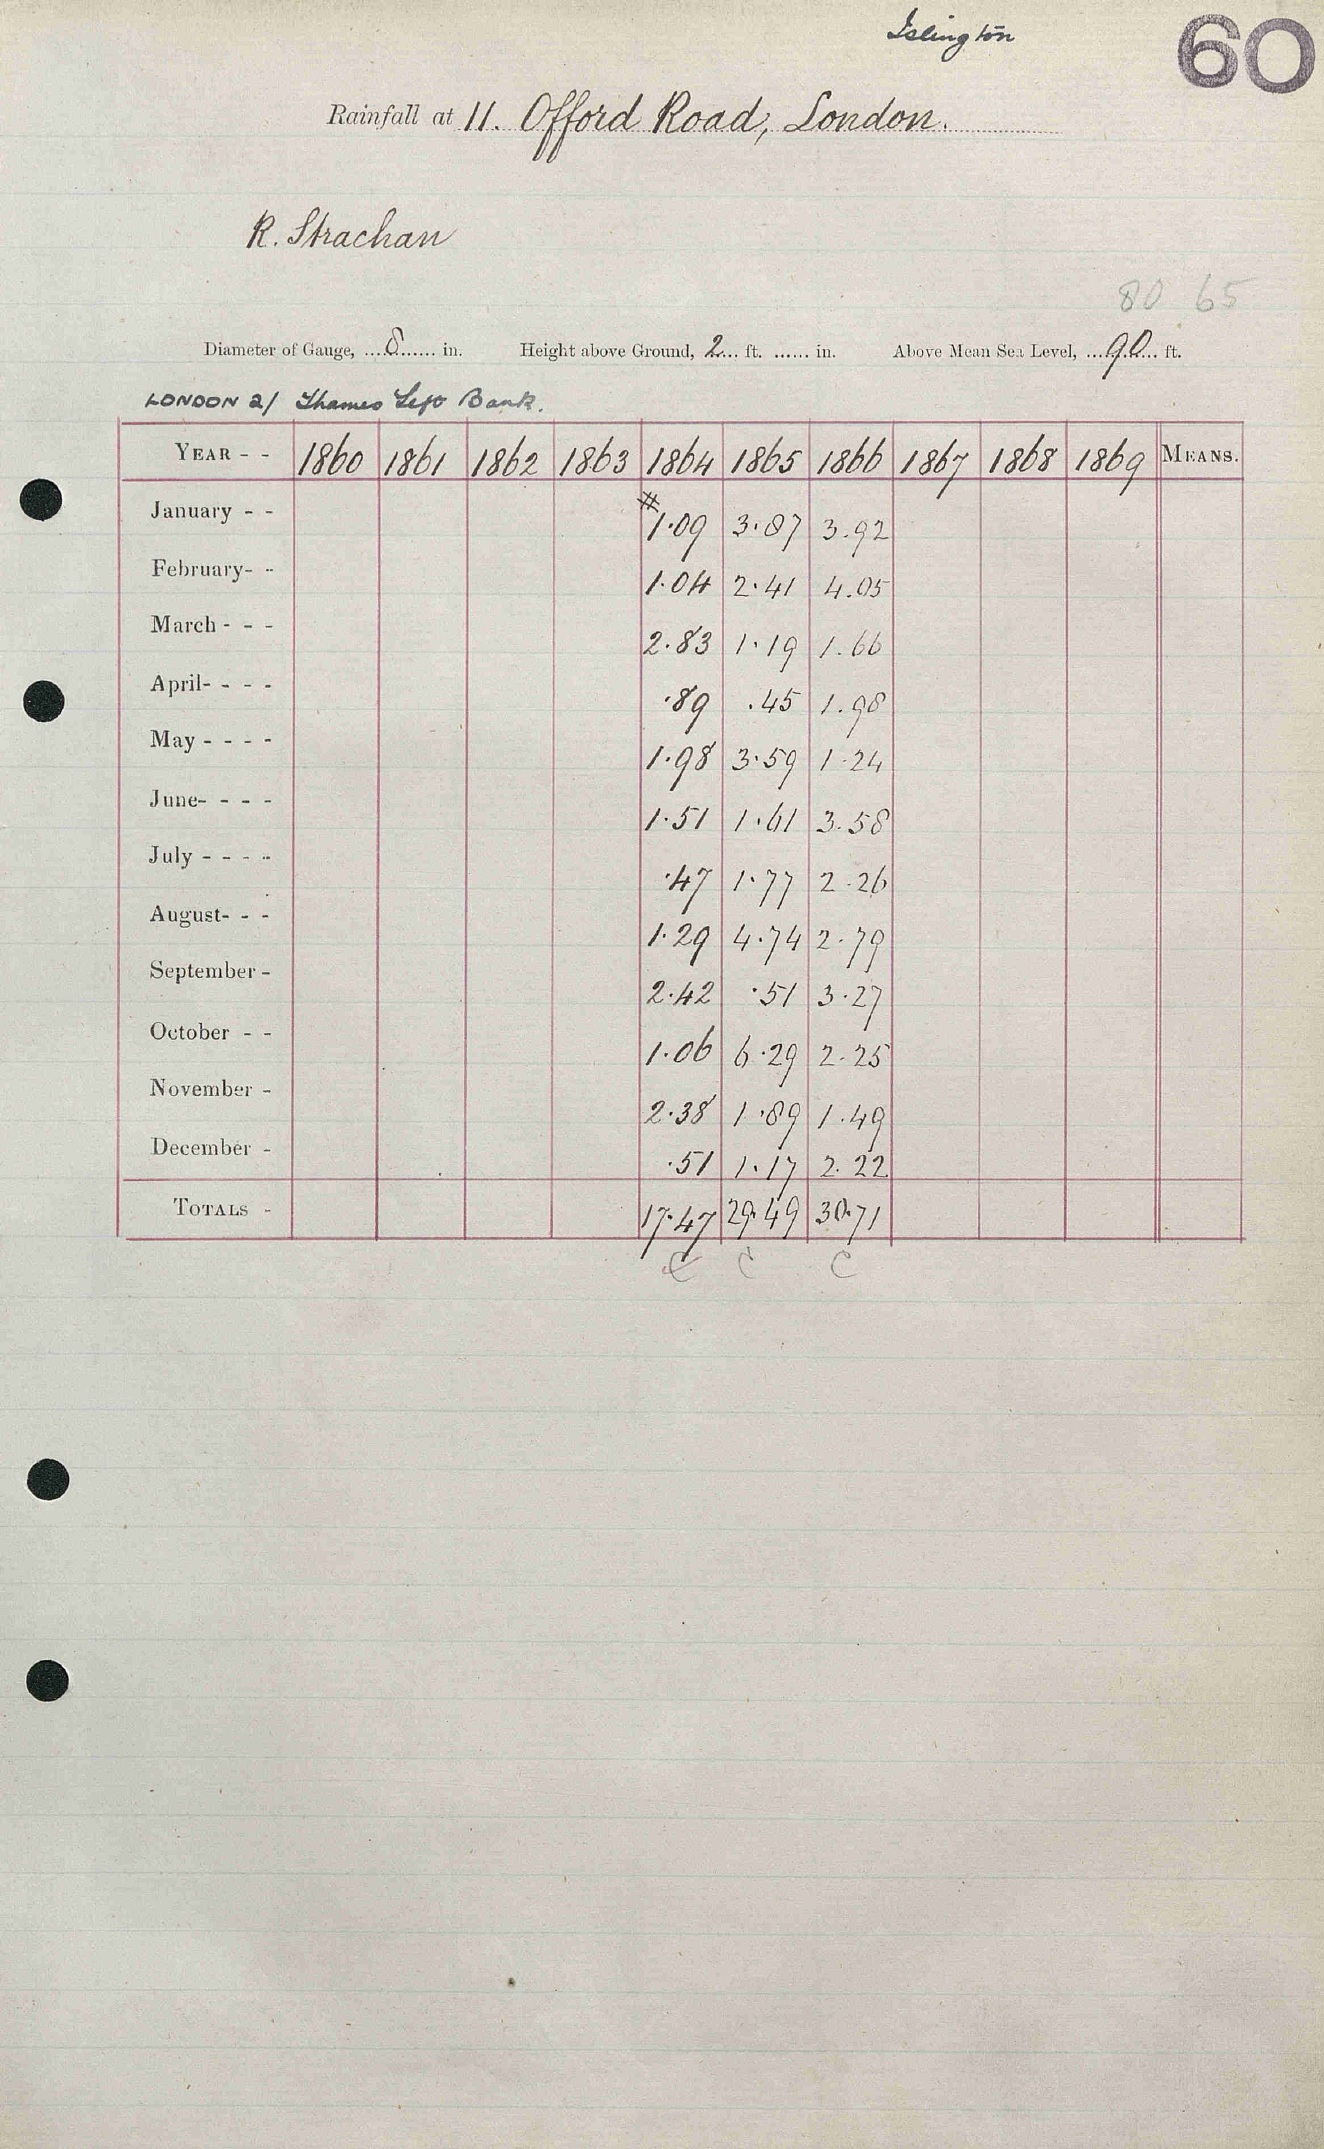 Islington
60
Rainfall at 11. Offord Road, London.
R. Strachan
80 65
Diameter of Gauge, ....8...... in. Height above Ground, 2.... ft. ...... in. Above Mean Sea Level, ...90.... ft.
LONDON 2/ Thames Left Bank.
YEAR - - 1860 1861 1862 1863 1864 1865 1866 1867 1868 1869 MEANS.
January - - #1.09 3.87 3.92
February- - 1.04 2.41 4.05
March - - - 2.83 1.19 1.66
April- - - - .89 .45 1.98
May - - - - 1.98 3.59 1.24
June- - - - 1.51 1.61 3.58
July - - - - .47 1.77 2.26
August- - - 1.29 4.74 2.79
September - 2.42 .51 3.27
October - - 1.06 6.29 2.25
November - 2.38 1.89 1.49
December - .51 1.17 2.22
TOTALS - 17.47 29.49 30.71
C C C